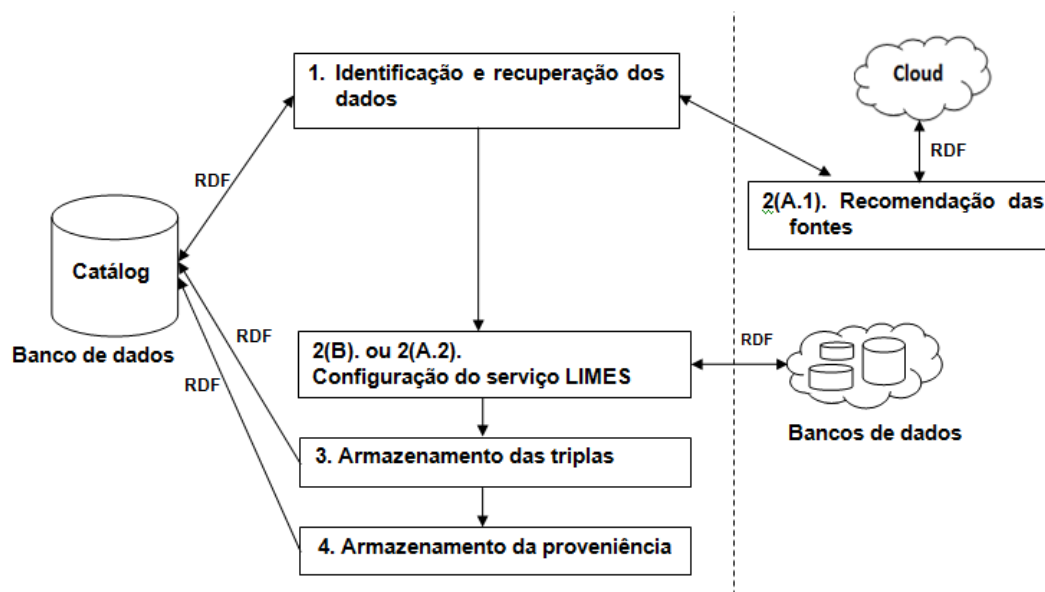 1. Identificação e recuperação dos
dados
Cloud
RDF
RDF
2(A.1). Recomendação das
fontes
Catálog
Banco de dados
RDF
RDF
2(B). ou 2(A.2).
Configuração do serviço LIMES
RDF
Bancos de dados
3. Armazenamento das triplas
4. Armazenamento da proveniência